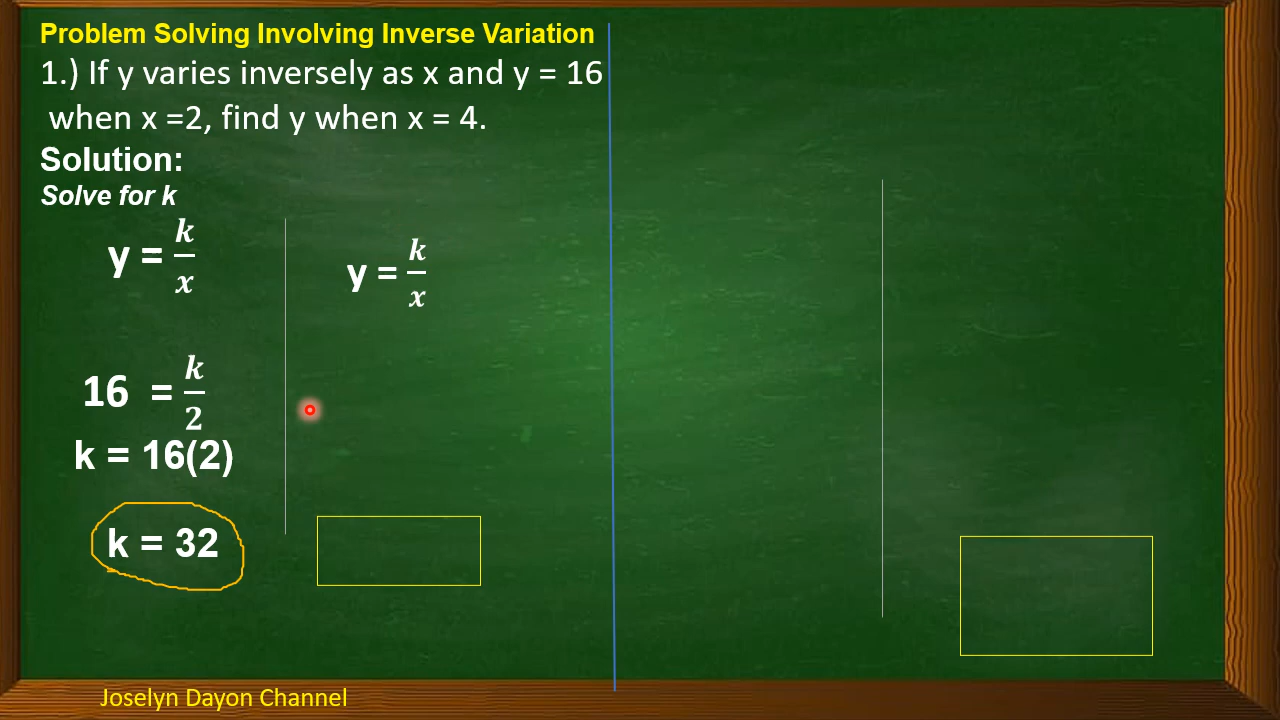 Problem Solving Involving Inverse Variation
1.) If y varies inversely as x and y = 16
when x =2, find y when x = 4.
Solution:
Solve for k
y = k/x
16 = k/2
k = 16(2)
k = 32
y = k/x
Joselyn Dayon Channel